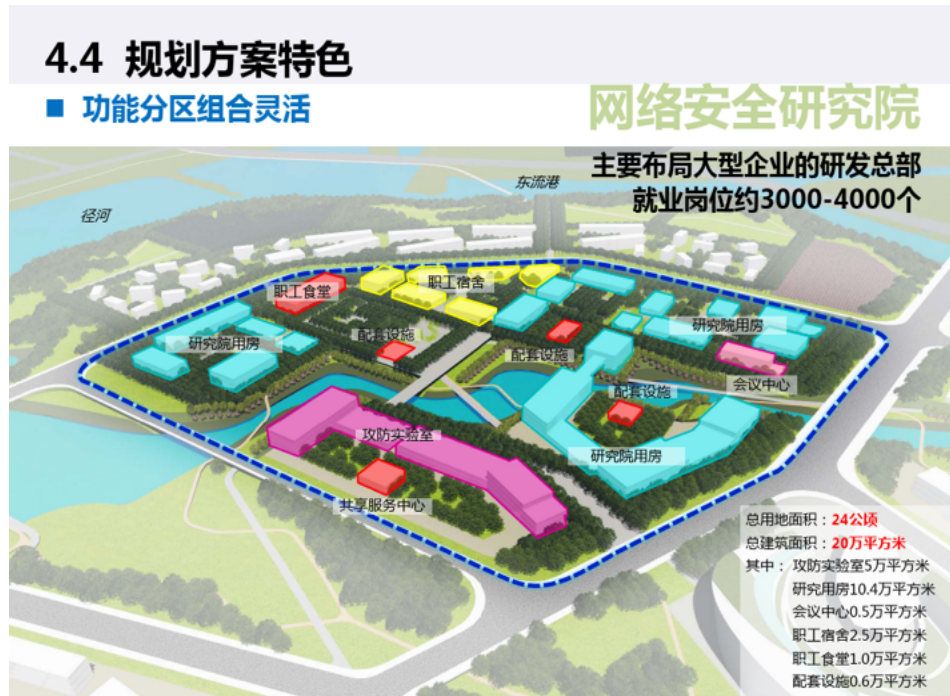 4.4 规划方案特色
■ 功能分区组合灵活
网络安全研究院
主要布局大型企业的研发总部
就业岗位约3000-4000个
东流港
径河
职工宿舍
职工食堂
研究院用房
配套设施
研究院用房
配套设施
会议中心
配套设施
攻防实验室
研究院用房
共享服务中心
总用地面积：24公顷
总建筑面积：20万平方米
其中： 攻防实验室5万平方米
研究用房10.4万平方米
会议中心0.5万平方米
职工宿舍2.5万平方米
职工食堂1.0万平方米
配套设施0.6万平方米